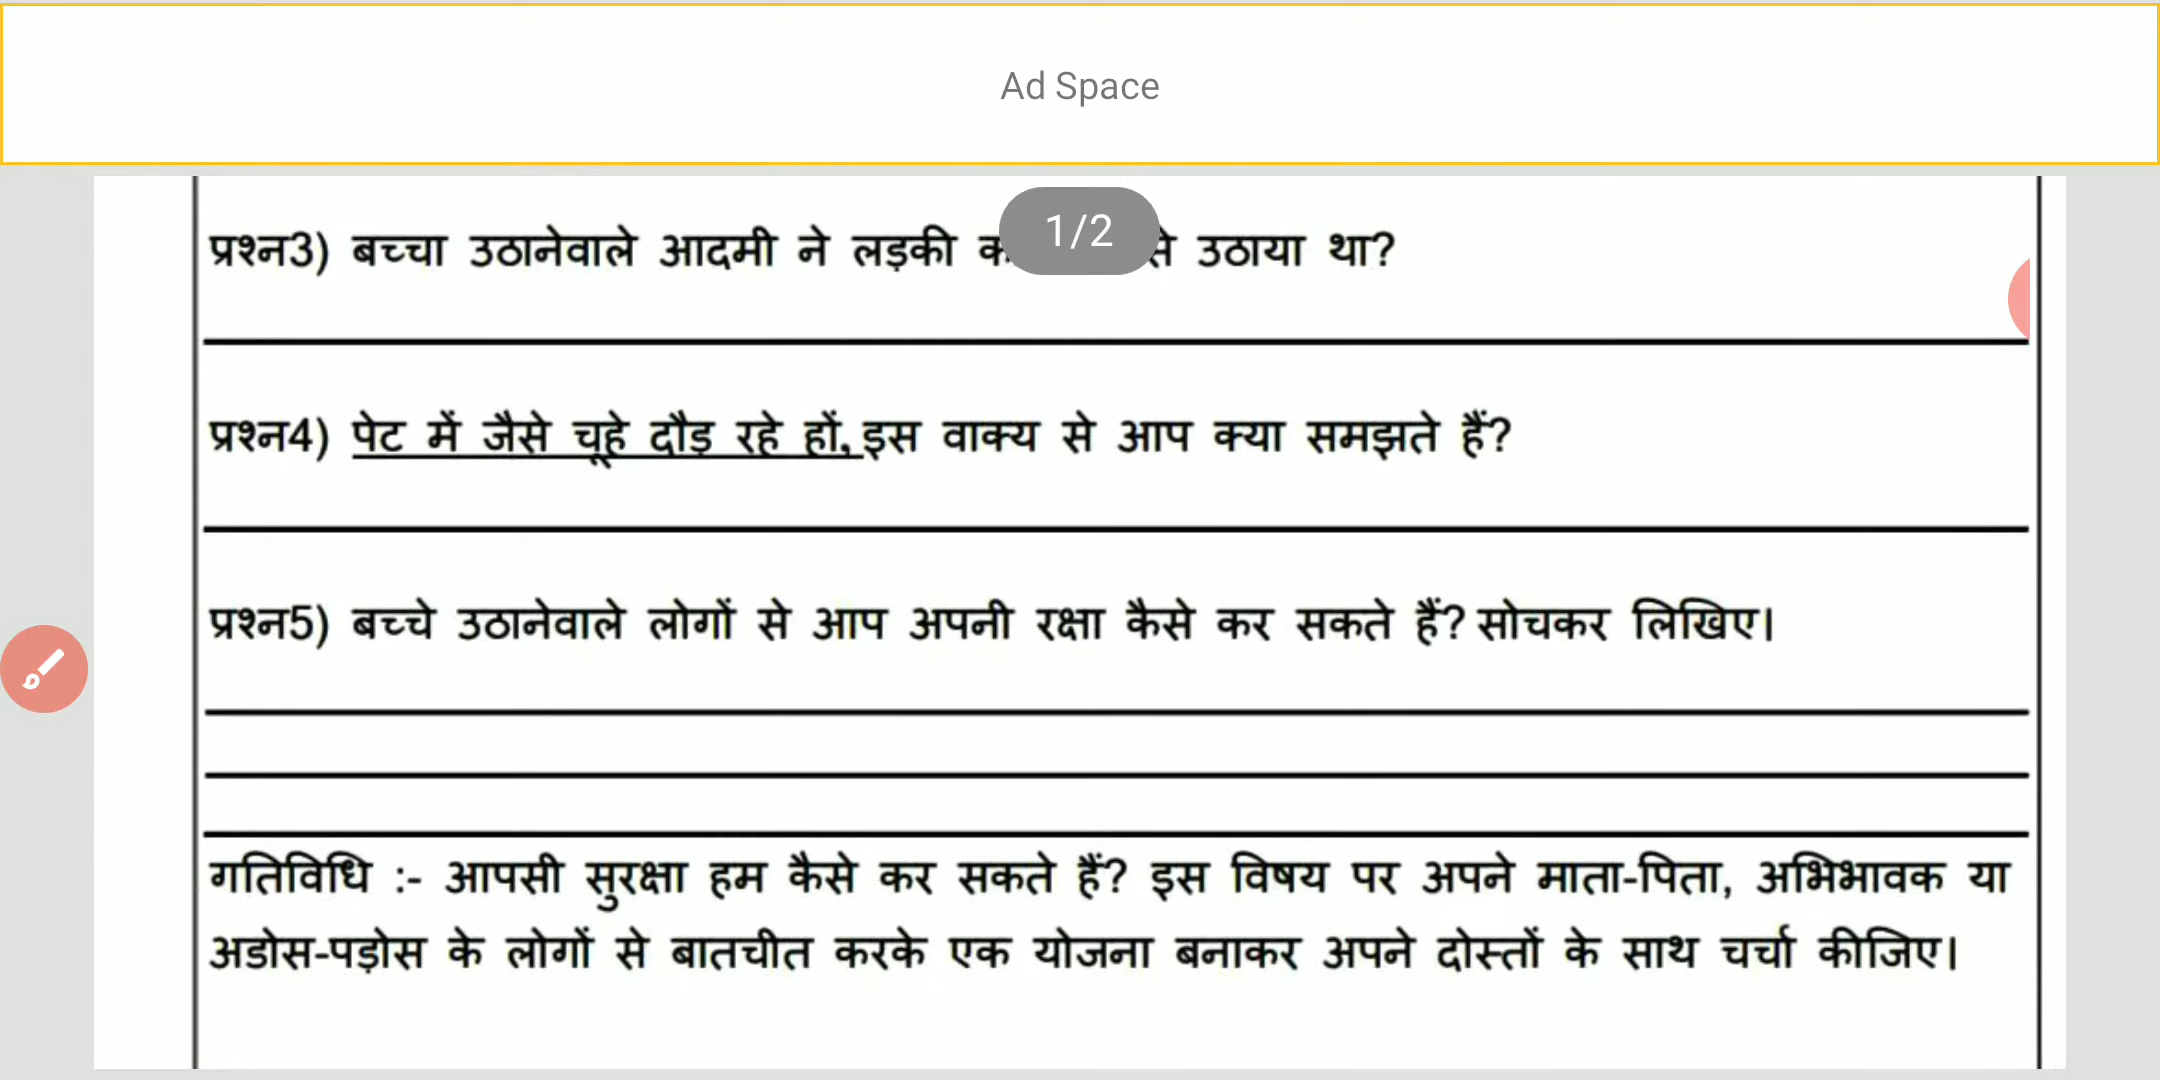 Ad Space
1/2
प्रश्न3) बच्चा उठानेवाले आदमी ने लड़की से उठाया था?
प्रश्न4) पेट में जैसे चूहे दौड़ रहे हों, इस वाक्य से आप क्या समझते हैं?
प्रश्न5) बच्चे उठानेवाले लोगों से आप अपनी रक्षा कैसे कर सकते हैं? सोचकर लिखिए।
गतिविधि :- आपसी सुरक्षा हम कैसे कर सकते हैं? इस विषय पर अपने माता-पिता, अभिभावक या
अडोस-पड़ोस के लोगों से बातचीत करके एक योजना बनाकर अपने दोस्तों के साथ चर्चा कीजिए।